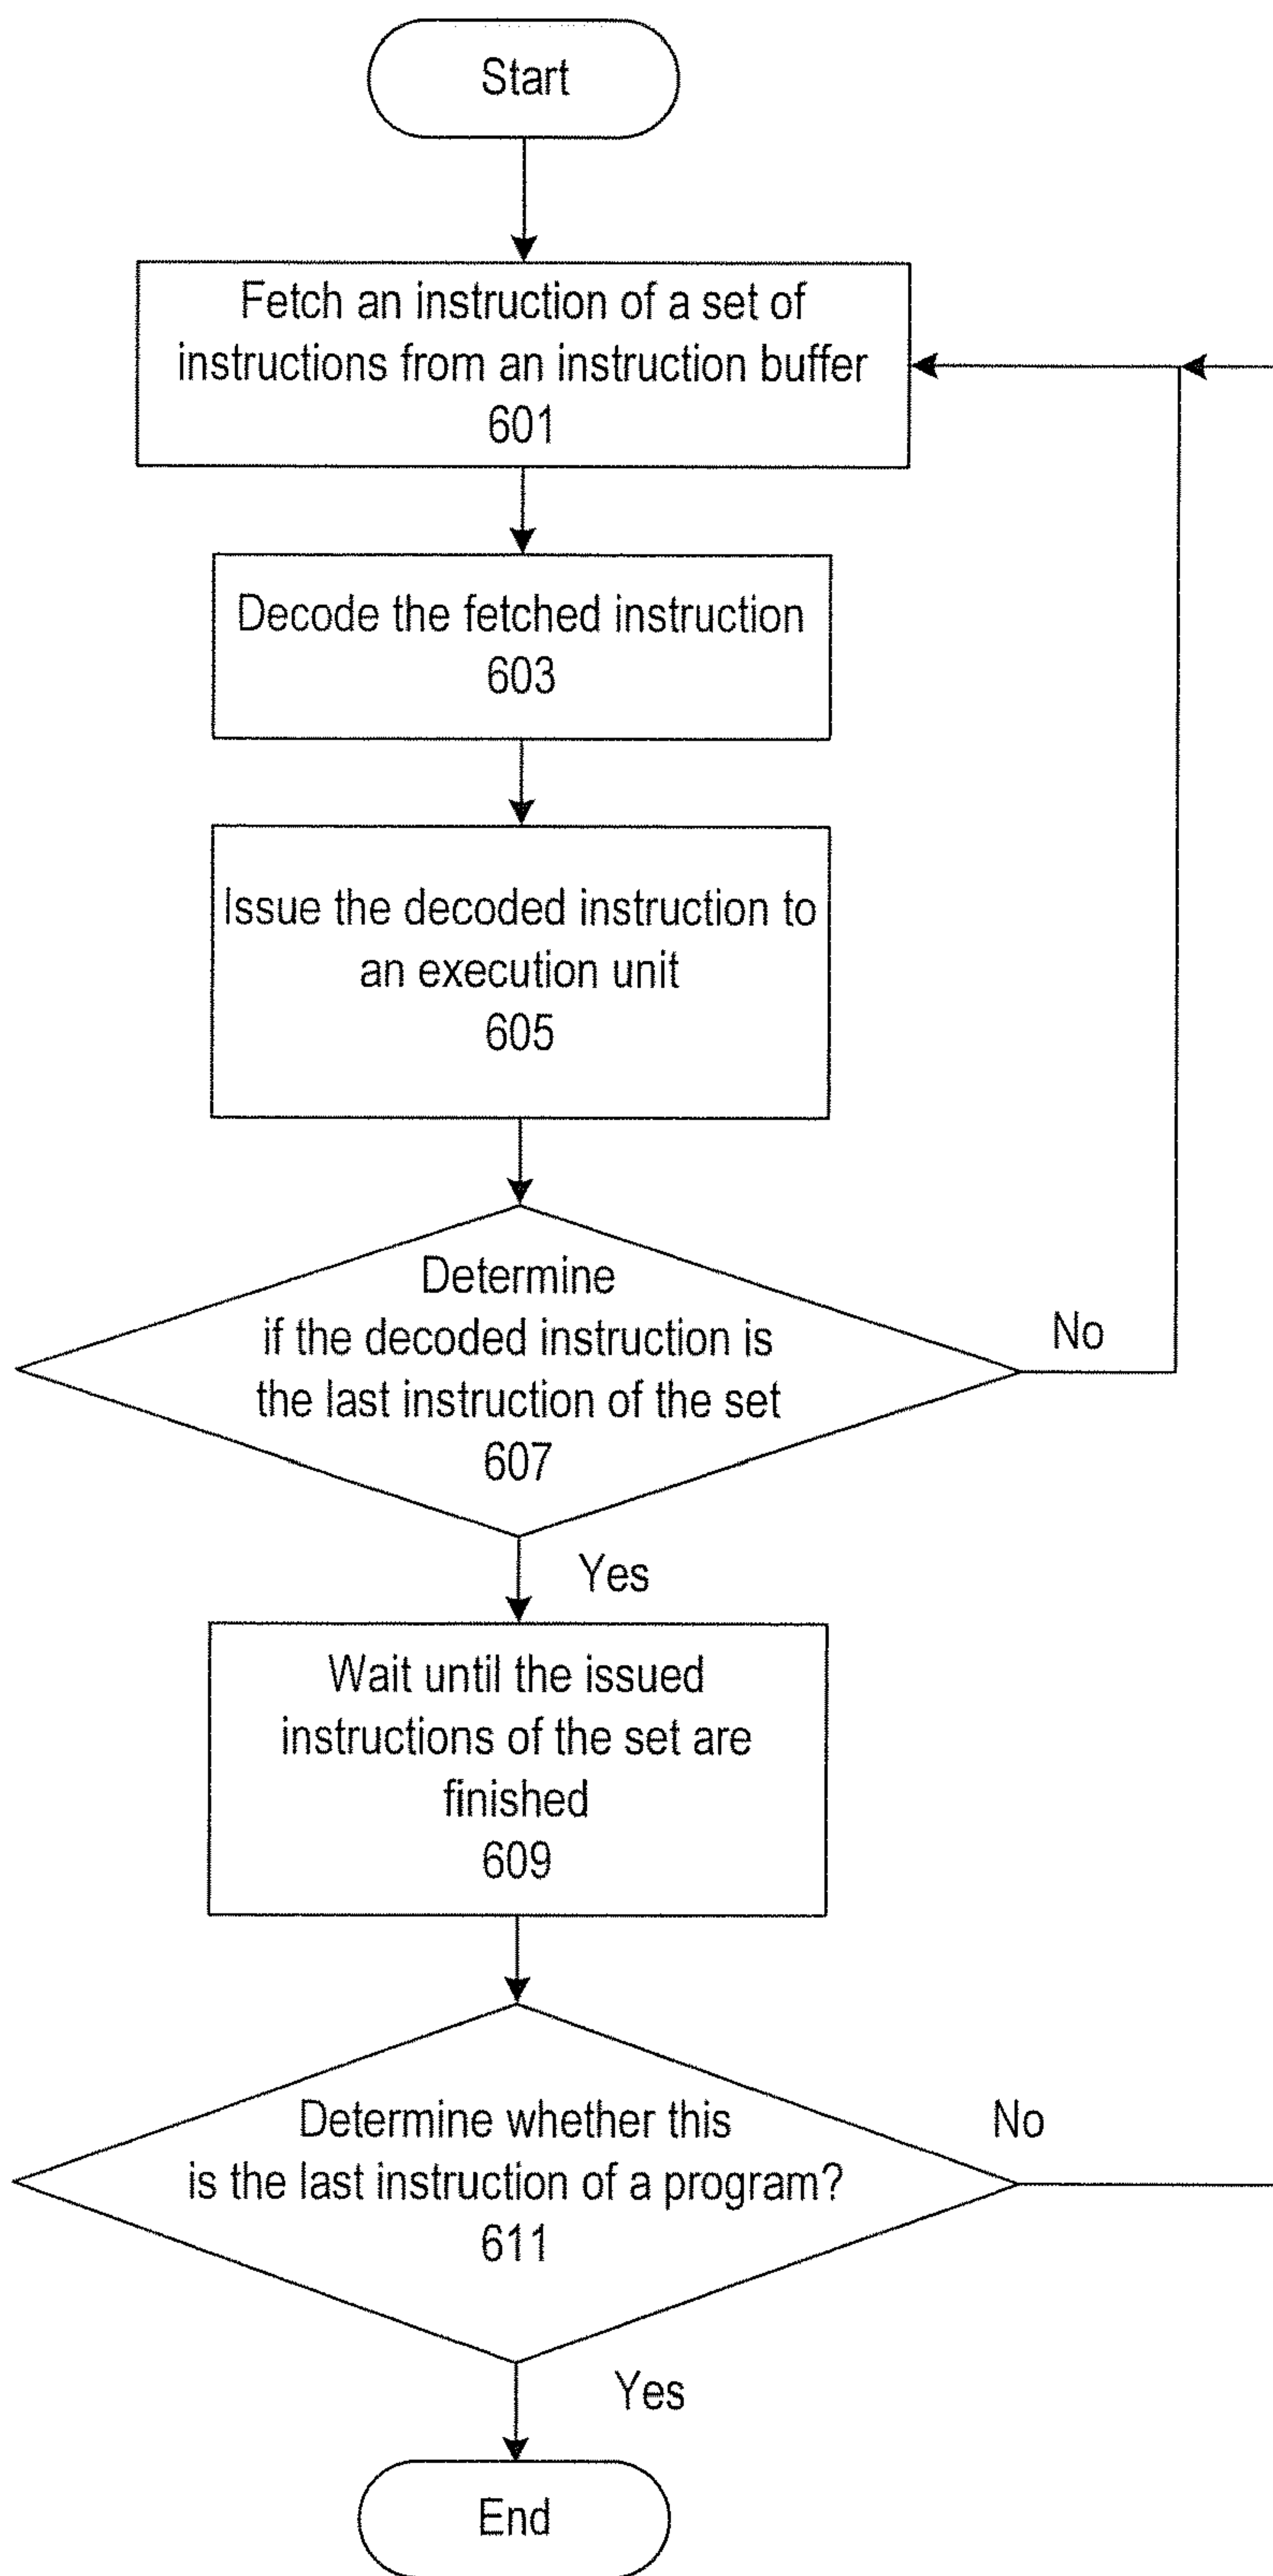 Start
Fetch an instruction of a set of
instructions from an instruction buffer
601
Decode the fetched instruction
603
Issue the decoded instruction to
an execution unit
605
Determine
if the decoded instruction is
the last instruction of the set
607
No
Yes
Wait until the issued
instructions of the set are
finished
609
Determine whether this
is the last instruction of a program?
611
No
Yes
End